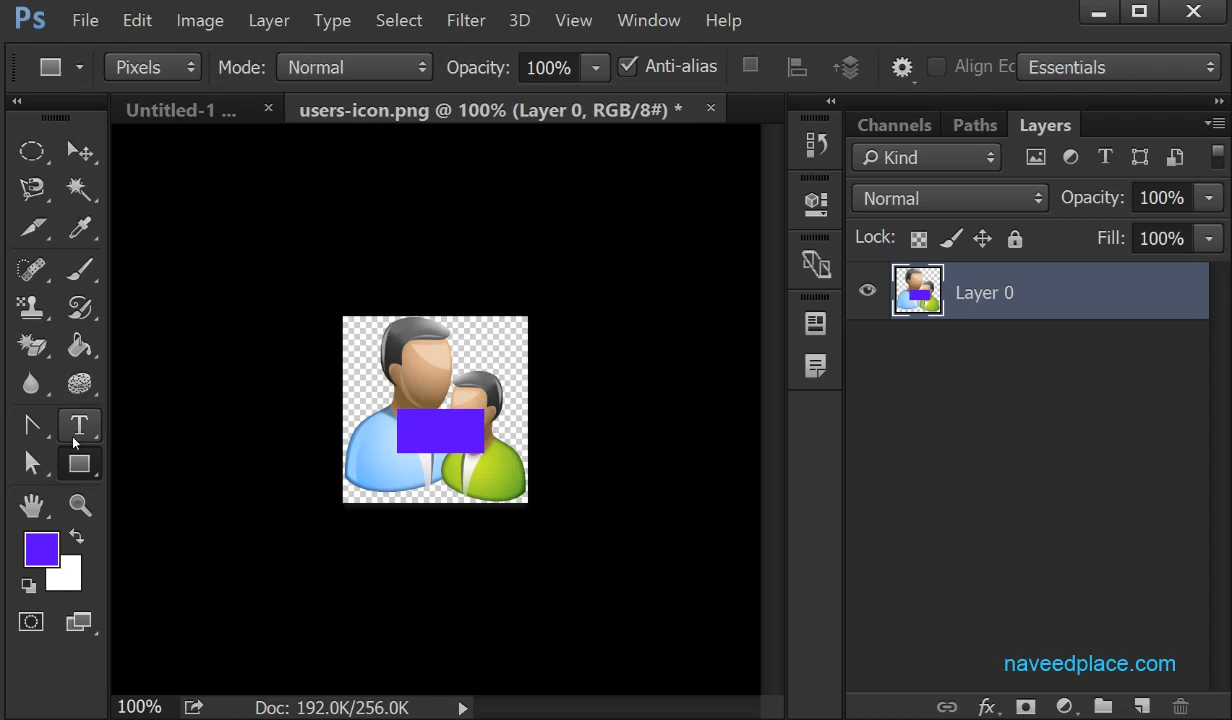 Ps File Edit Image Layer Type Select Filter 3D View Window Help
Pixels Mode: Normal Opacity: 100% Anti-alias Align Ec Essentials
Untitled-1 ... × users-icon.png @ 100% (Layer 0, RGB/8#) * ×
Channels Paths Layers
Kind T
Normal Opacity: 100%
Lock: Fill: 100%
Layer 0
T
naveedplace.com
100% Doc: 192.0K/256.0K fx